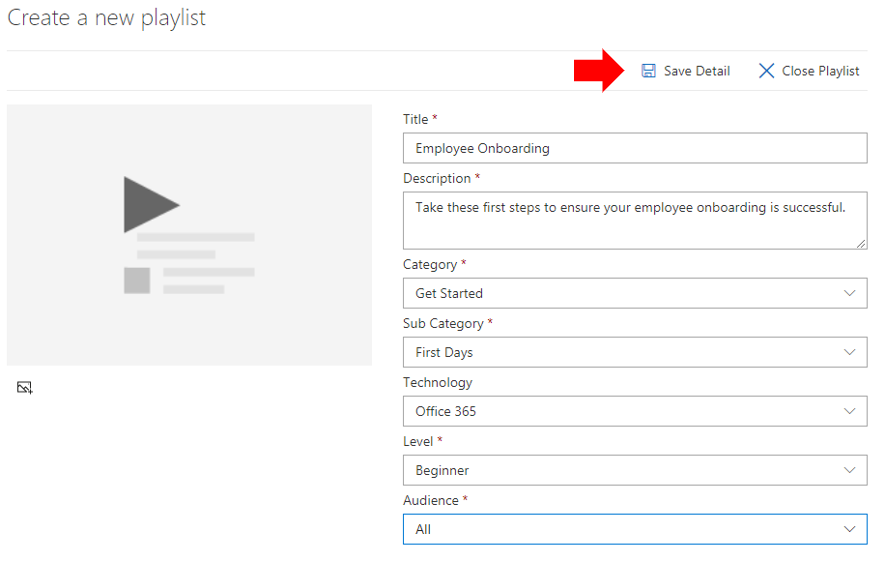 Create a new playlist
Save Detail
Close Playlist
Title *
Employee Onboarding
Description *
Take these first steps to ensure your employee onboarding is successful.
Category *
Get Started
Sub Category *
First Days
Technology
Office 365
Level *
Beginner
Audience *
All